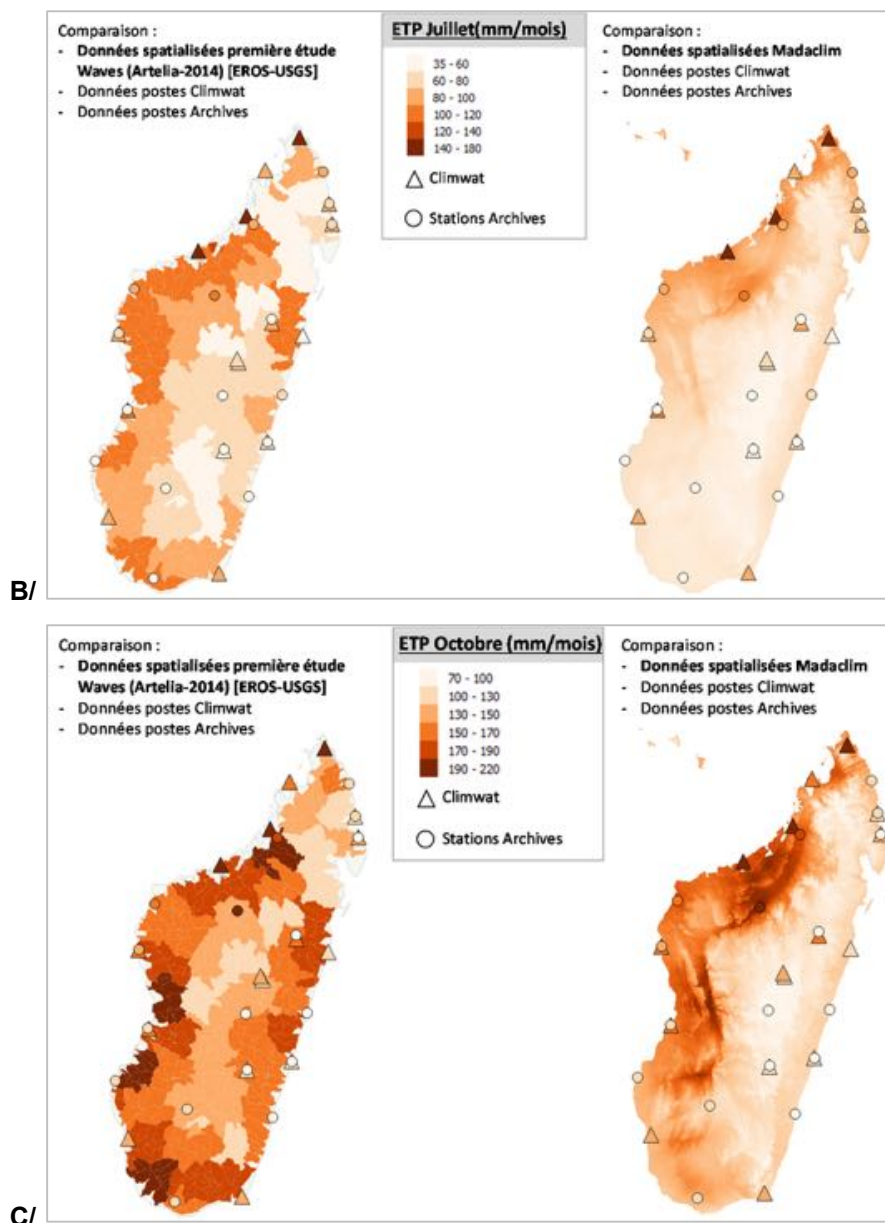 Comparaison :
- Données spatialisées première étude
Waves (Artelia-2014) [EROS-USGS]
- Données postes Climwat
- Données postes Archives
ETP Juillet(mm/mois)
35 - 60
60 - 80
80 - 100
100 - 120
120 - 140
140 - 180
Climwat
Stations Archives
Comparaison :
- Données spatialisées Madaclim
- Données postes Climwat
- Données postes Archives
B/
Comparaison :
- Données spatialisées première étude
Waves (Artelia-2014) [EROS-USGS]
- Données postes Climwat
- Données postes Archives
ETP Octobre (mm/mois)
70 - 100
100 - 130
130 - 150
150 - 170
170 - 190
190 - 220
Climwat
Stations Archives
Comparaison :
- Données spatialisées Madaclim
- Données postes Climwat
- Données postes Archives
C/